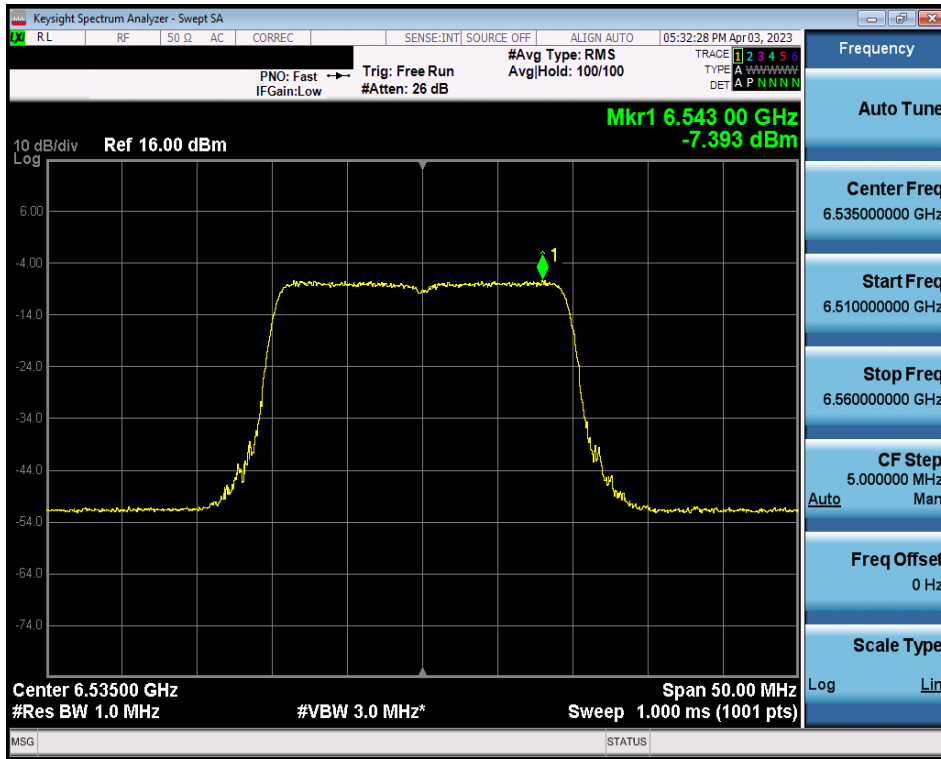 Keysight Spectrum Analyzer - Swept SA
LXI RL RF 50 Ω AC CORREC SENSE:INT SOURCE OFF ALIGN AUTO 05:32:28 PM Apr 03, 2023
PNO: Fast
IFGain:Low
Trig: Free Run
#Atten: 26 dB
#Avg Type: RMS
Avg|Hold: 100/100
TRACE 1 2 3 4 5 6
TYPE A WWWWW
DET A P N N N N
Mkr1 6.543 00 GHz
-7.393 dBm
10 dB/div Ref 16.00 dBm
Log
6.00
-4.00
1
-14.0
-24.0
-34.0
-44.0
-54.0
-64.0
-74.0
Center 6.53500 GHz Span 50.00 MHz
#Res BW 1.0 MHz #VBW 3.0 MHz* Sweep 1.000 ms (1001 pts)
MSG STATUS
Frequency
Auto Tune
Center Freq
6.535000000 GHz
Start Freq
6.510000000 GHz
Stop Freq
6.560000000 GHz
CF Step
5.000000 MHz
Auto Man
Freq Offset
0 Hz
Scale Type
Log Lin